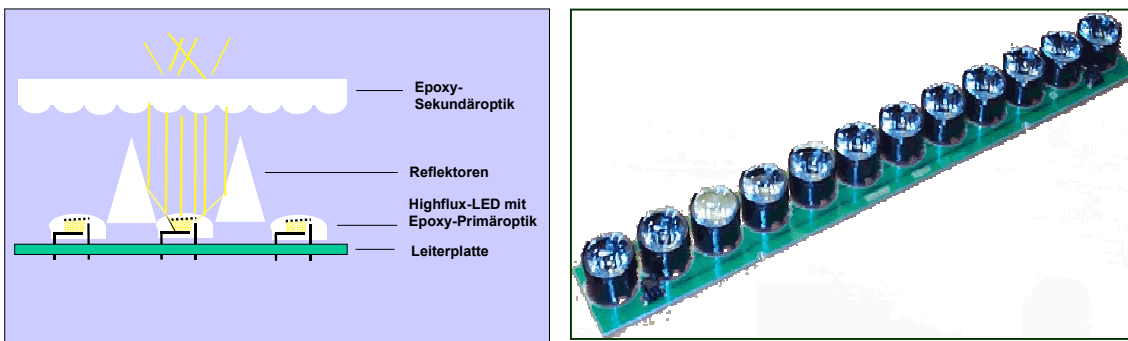 Epoxy-
Sekundäroptik
Reflektoren
Highflux-LED mit
Epoxy-Primäroptik
Leiterplatte